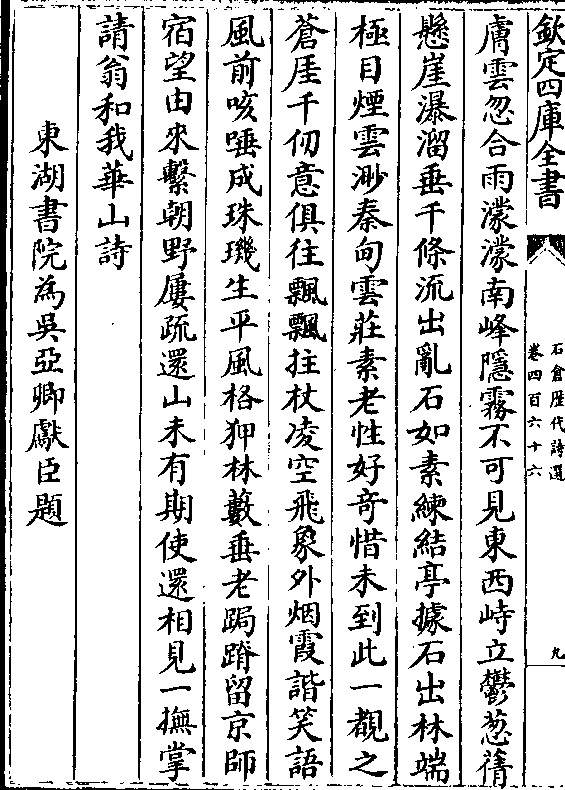 欽定四庫全書
石倉歴代詩選
卷四百六十六
九
膚雲忽合雨濛濛南峰隱霧不可見東西峙立鬱葱蒨
懸崖瀑溜垂千條流出亂石如素練結亭據石出林端
極目煙雲渺秦甸雲莊素老性好奇惜未到此一覩之
蒼厓千仞意俱往飄飄拄杖凌空飛象外烟霞諧笑語
風前咳唾成珠璣生平風格狎林藪垂老跼蹐留京師
宿望由來繫朝野屢疏還山未有期使還相見一撫掌
請翁和我華山詩
東湖書院為吳亞卿獻臣題